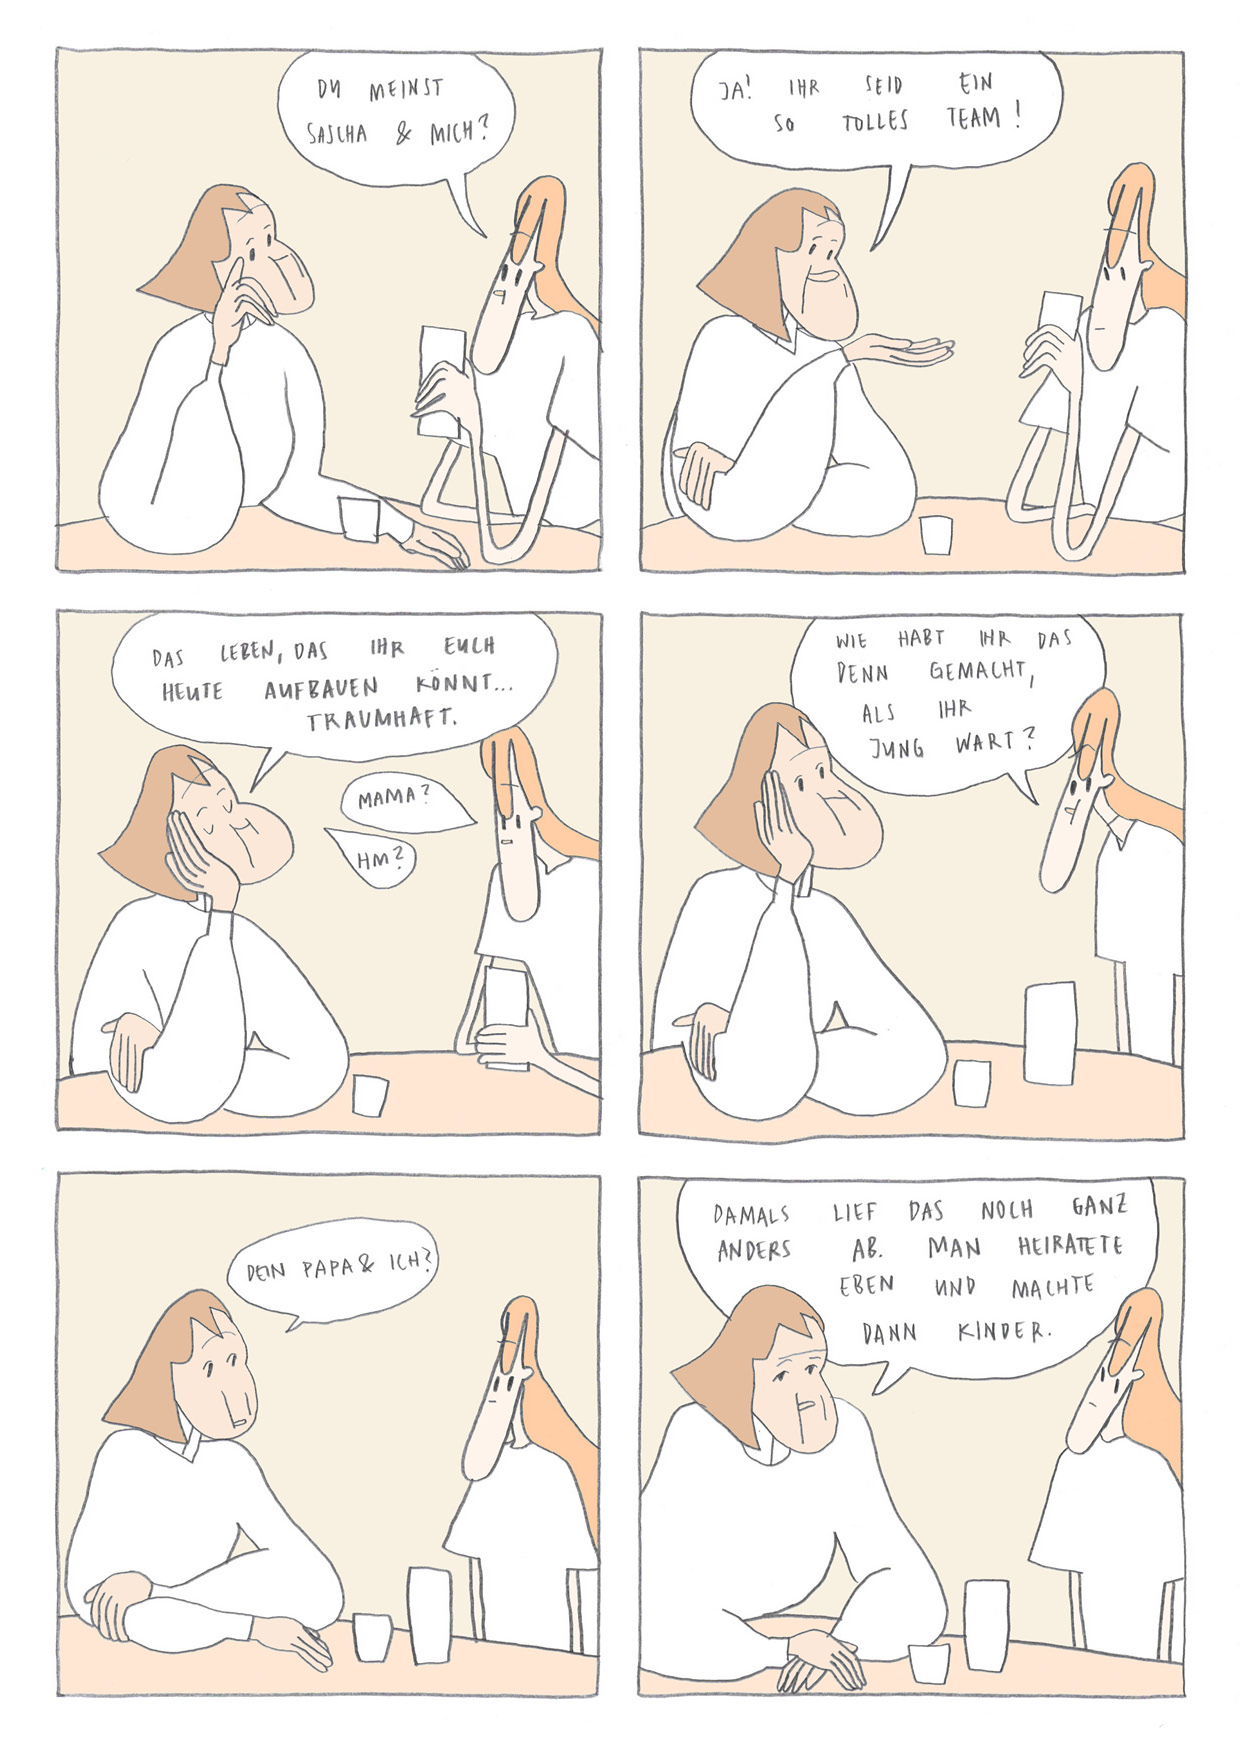 DU MEINST
SASCHA & MICH?
JA! IHR SEID EIN
SO TOLLES TEAM!
DAS LEBEN, DAS IHR EUCH
HEUTE AUFBAUEN KÖNNT...
TRAUMHAFT.
MAMA?
HM?
WIE HABT IHR DAS
DENN GEMACHT,
ALS IHR
JUNG WART?
DEIN PAPA & ICH?
DAMALS LIEF DAS NOCH GANZ
ANDERS AB. MAN HEIRATETE
EBEN UND MACHTE
DANN KINDER.